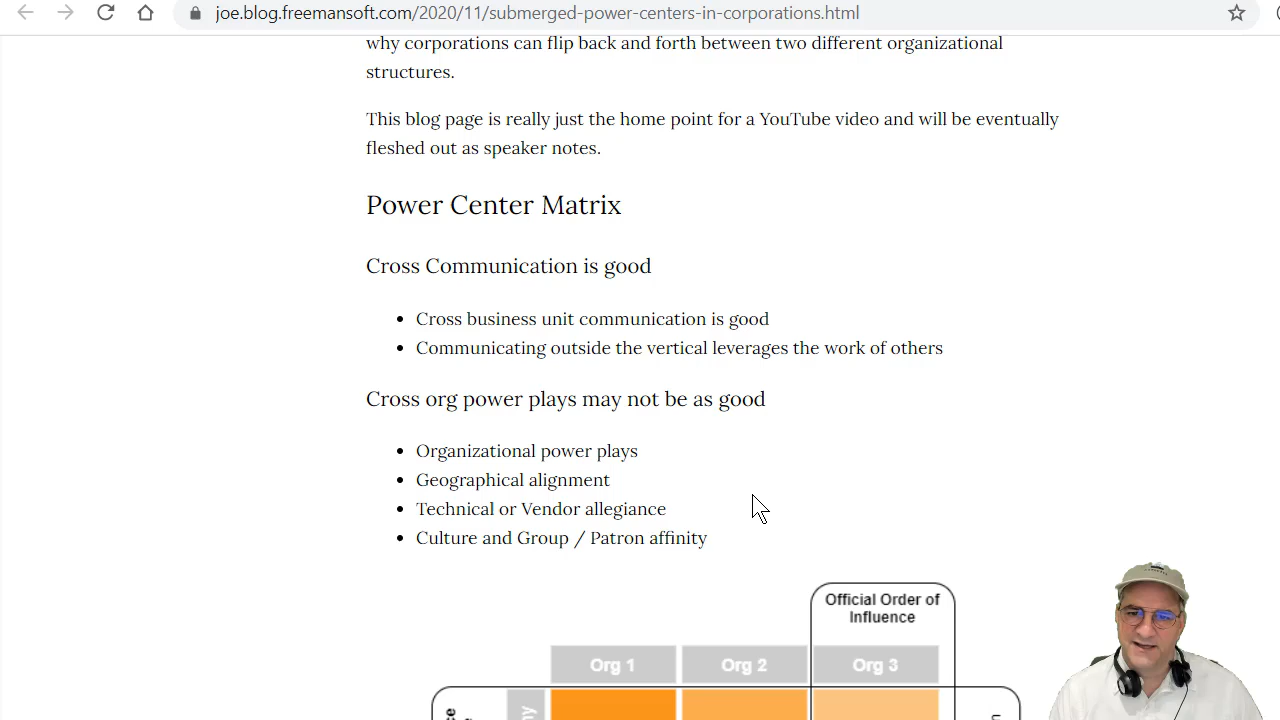 joe.blog.freemansoft.com/2020/11/submerged-power-centers-in-corporations.html
why corporations can flip back and forth between two different organizational
structures.
This blog page is really just the home point for a YouTube video and will be eventually
fleshed out as speaker notes.
Power Center Matrix
Cross Communication is good
Cross business unit communication is good
Communicating outside the vertical leverages the work of others
Cross org power plays may not be as good
Organizational power plays
Geographical alignment
Technical or Vendor allegiance
Culture and Group / Patron affinity
Official Order of
Influence
Org 1
Org 2
Org 3